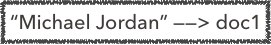 “Michael Jordan” ––> doc1